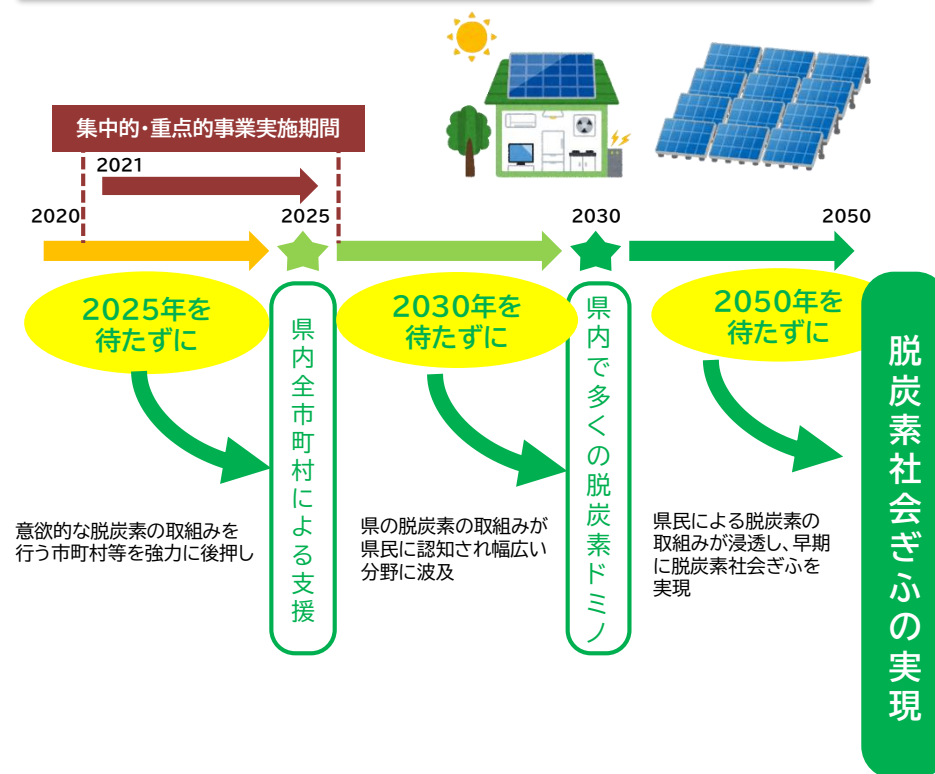 集中的・重点的事業実施期間
2021
2020
2025
2030
2050
2025年を
待たずに
2030年を
待たずに
2050年を
待たずに
県内全市町村による支援
県内で多くの脱炭素ドミノ
脱炭素社会ぎふの実現
意欲的な脱炭素の取組みを
行う市町村等を強力に後押し
県の脱炭素の取組みが
県民に認知され幅広い
分野に波及
県民による脱炭素の
取組みが浸透し、早期
に脱炭素社会ぎふを
実現